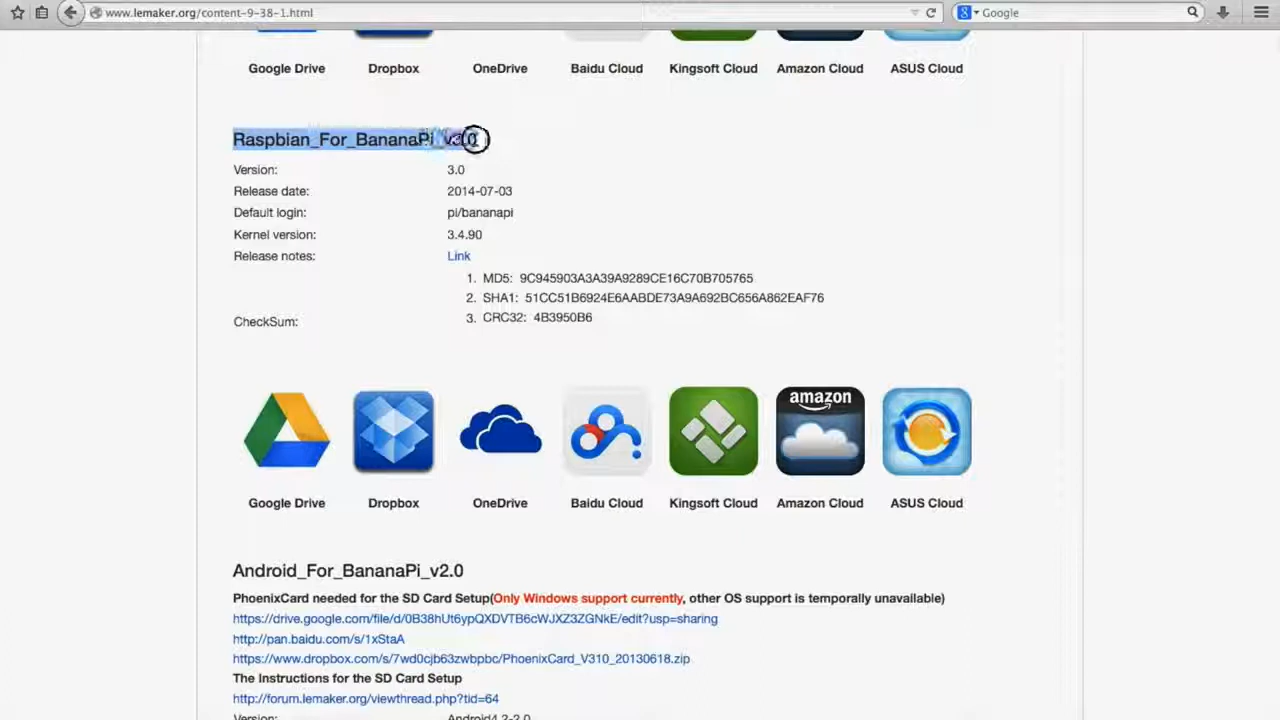 www.lemaker.org/content-9-38-1.html
Google
Google Drive Dropbox OneDrive Baidu Cloud Kingsoft Cloud Amazon Cloud ASUS Cloud
Raspbian_For_BananaPi_v3.0
Version: 3.0
Release date: 2014-07-03
Default login: pi/bananapi
Kernel version: 3.4.90
Release notes: Link
1. MD5: 9C945903A3A39A9289CE16C70B705765
2. SHA1: 51CC51B6924E6AABDE73A9A692BC656A862EAF76
3. CRC32: 4B3950B6
CheckSum:
amazon
Google Drive Dropbox OneDrive Baidu Cloud Kingsoft Cloud Amazon Cloud ASUS Cloud
Android_For_BananaPi_v2.0
PhoenixCard needed for the SD Card Setup(Only Windows support currently, other OS support is temporally unavailable)
https://drive.google.com/file/d/0B38hUt6ypQXDVTB6cWJXZ3ZGNkE/edit?usp=sharing
http://pan.baidu.com/s/1xStaA
https://www.dropbox.com/s/7wd0cjb63zwbpbc/PhoenixCard_V310_20130618.zip
The Instructions for the SD Card Setup
http://forum.lemaker.org/viewthread.php?tid=64
Version: Android4.2-2.0